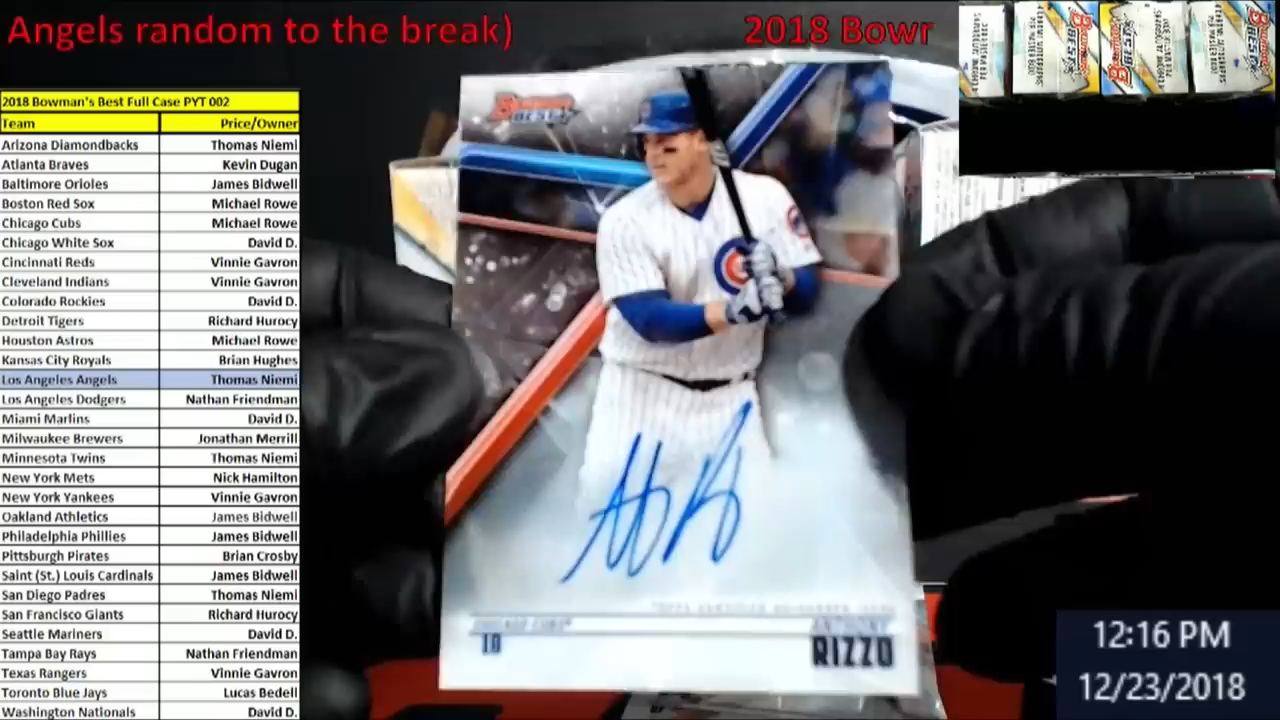 Angels random to the break)
2018 Bowr
2018 Bowman's Best Full Case PYT 002
Team Price/Owner
Arizona Diamondbacks Thomas Niemi
Atlanta Braves Kevin Dugan
Baltimore Orioles James Bidwell
Boston Red Sox Michael Rowe
Chicago Cubs Michael Rowe
Chicago White Sox David D.
Cincinnati Reds Vinnie Gavron
Cleveland Indians Vinnie Gavron
Colorado Rockies David D.
Detroit Tigers Richard Hurocy
Houston Astros Michael Rowe
Kansas City Royals Brian Hughes
Los Angeles Angels Thomas Niemi
Los Angeles Dodgers Nathan Friendman
Miami Marlins David D.
Milwaukee Brewers Jonathan Merrill
Minnesota Twins Thomas Niemi
New York Mets Nick Hamilton
New York Yankees Vinnie Gavron
Oakland Athletics James Bidwell
Philadelphia Phillies James Bidwell
Pittsburgh Pirates Brian Crosby
Saint (St.) Louis Cardinals James Bidwell
San Diego Padres Thomas Niemi
San Francisco Giants Richard Hurocy
Seattle Mariners David D.
Tampa Bay Rays Nathan Friendman
Texas Rangers Vinnie Gavron
Toronto Blue Jays Lucas Bedell
Washington Nationals David D.
Bowman's
BEST
ANTHONY
RIZZO
12:16 PM
12/23/2018